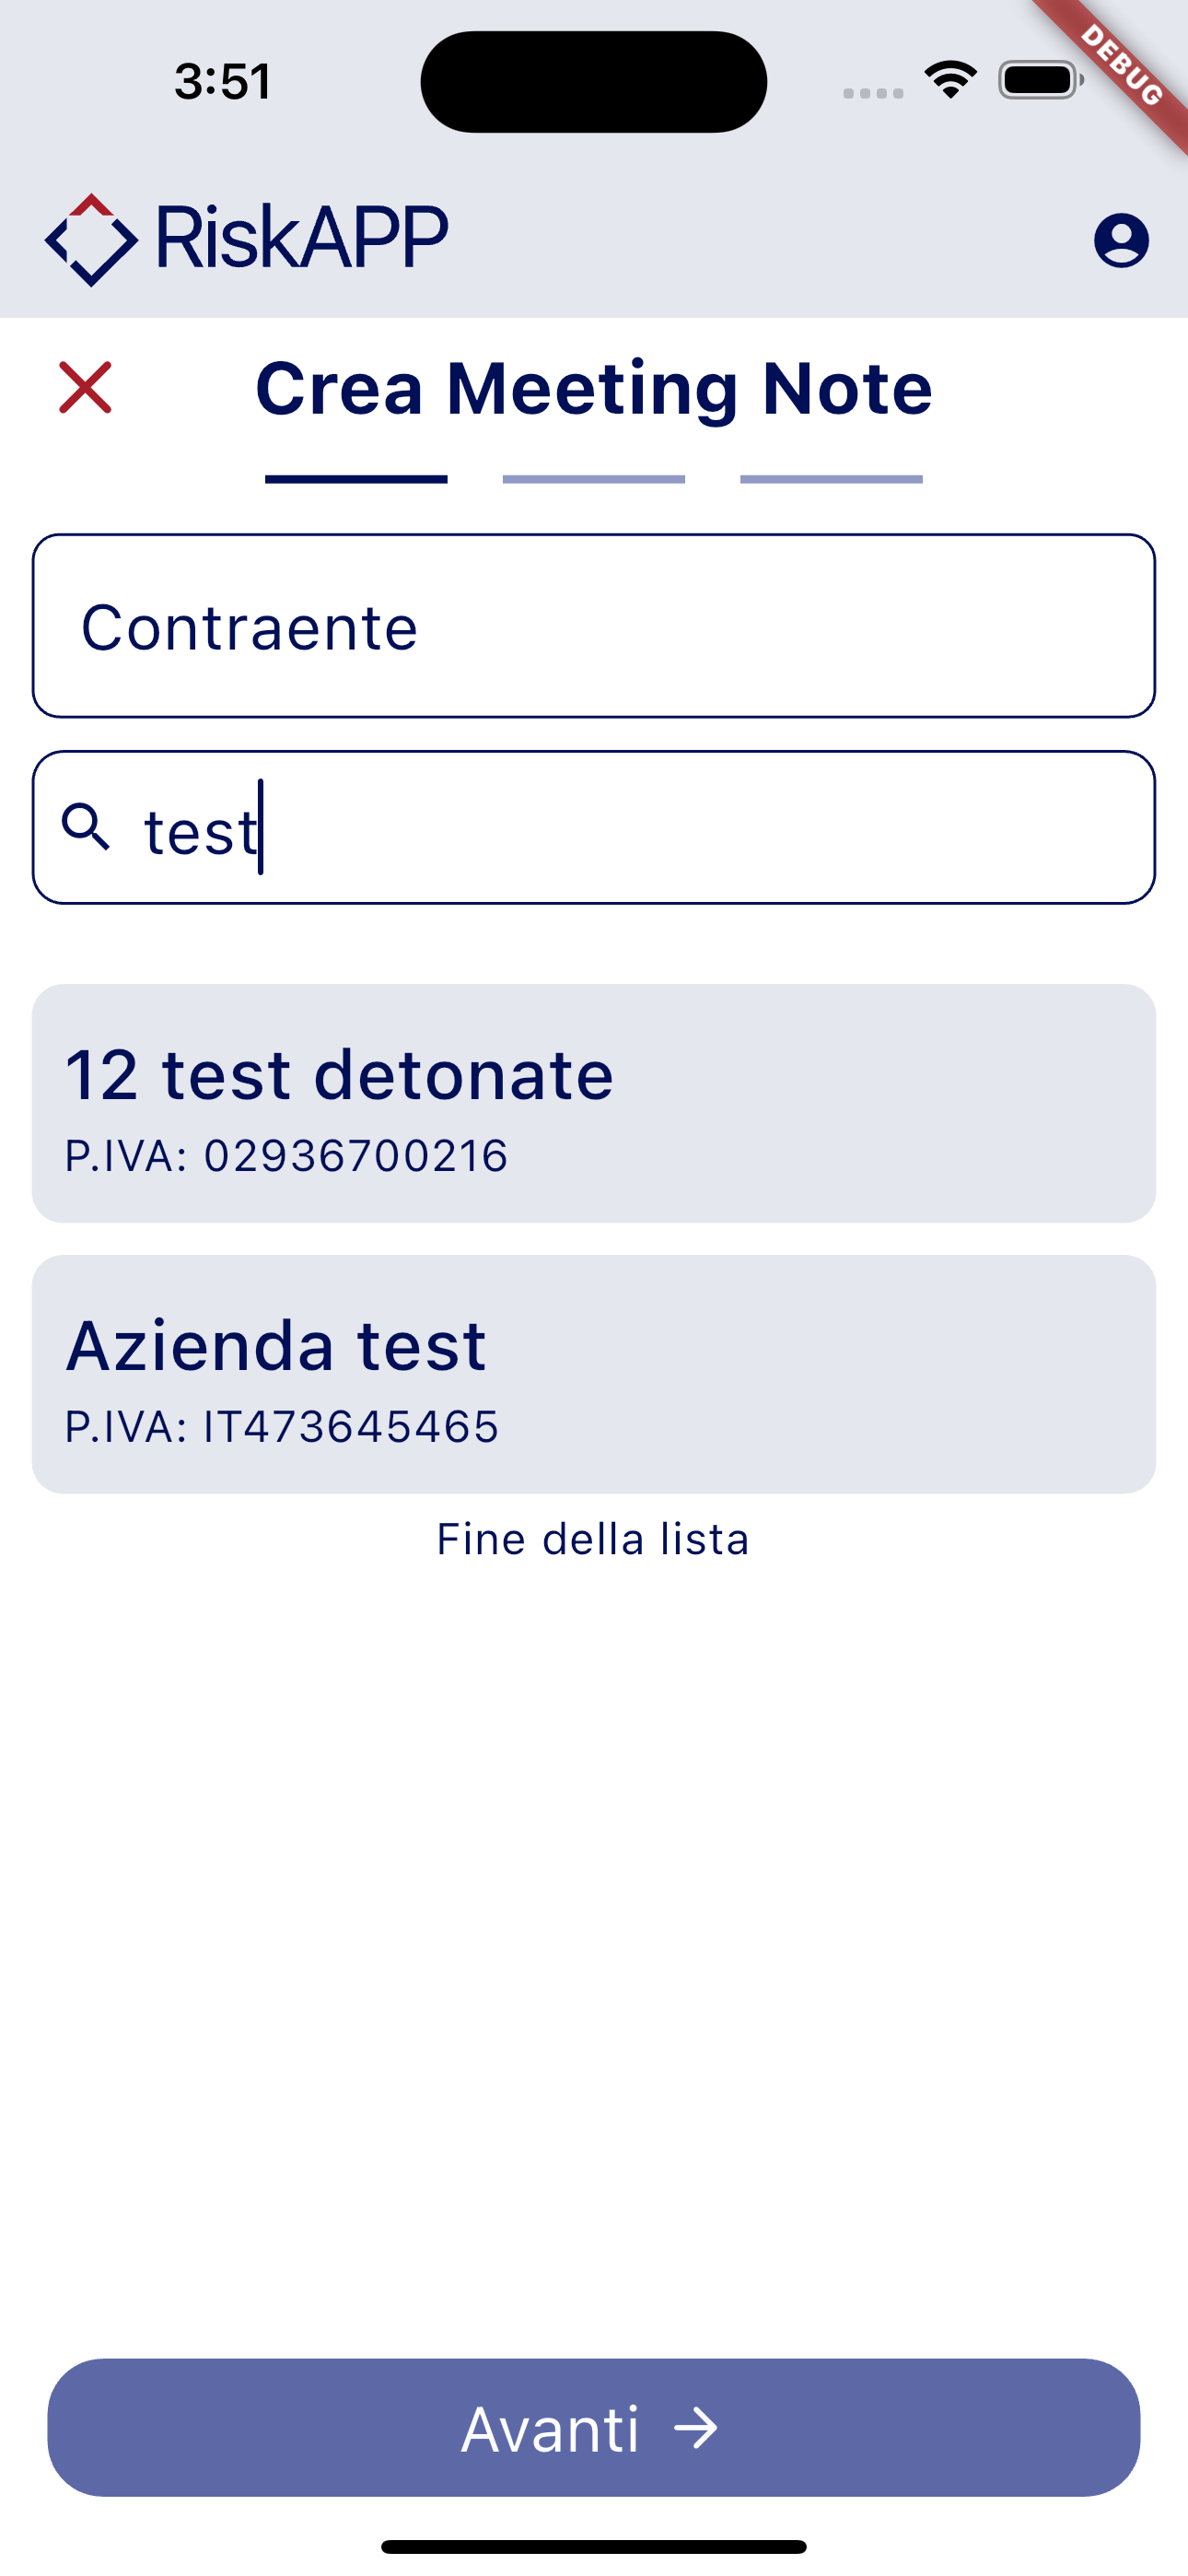 3:51
DEBUG
RiskAPP
Crea Meeting Note
Contraente
test
12 test detonate
P.IVA: 02936700216
Azienda test
P.IVA: IT473645465
Fine della lista
Avanti